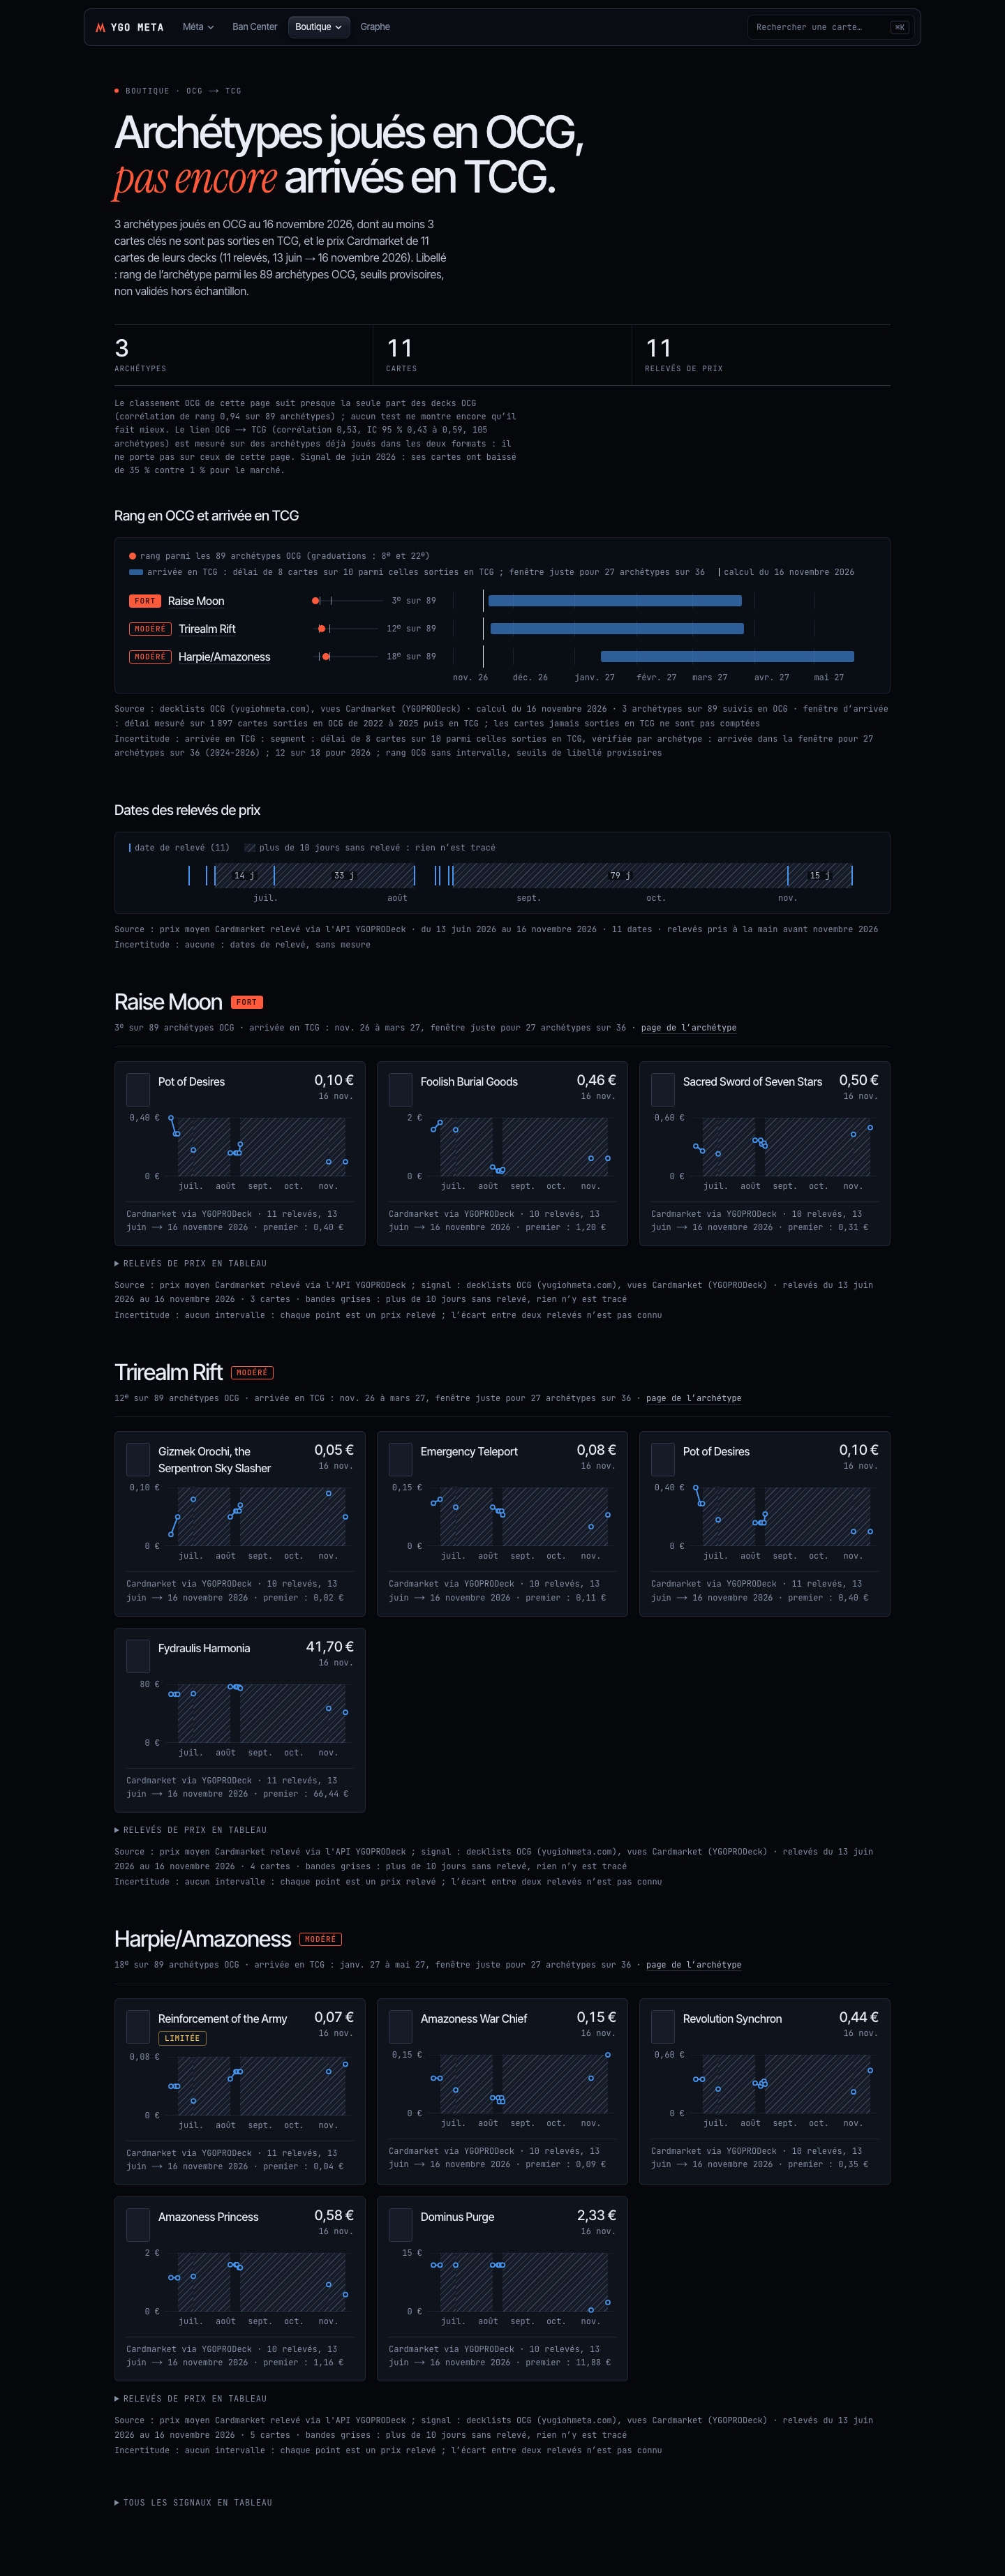 YGO META
Méta
Ban Center
Boutique
Graphe
Rechercher une carte…
⌘K
BOUTIQUE · OCG ⟶ TCG
Archétypes joués en OCG,
pas encore arrivés en TCG.
3 archétypes joués en OCG au 16 novembre 2026, dont au moins 3
cartes clés ne sont pas sorties en TCG, et le prix Cardmarket de 11
cartes de leurs decks (11 relevés, 13 juin ⟶ 16 novembre 2026). Libellé
: rang de l’archétype parmi les 89 archétypes OCG, seuils provisoires,
non validés hors échantillon.
3
ARCHÉTYPES
11
CARTES
11
RELEVÉS DE PRIX
Le classement OCG de cette page suit presque la seule part des decks OCG
(corrélation de rang 0,94 sur 89 archétypes) ; aucun test ne montre encore qu’il
fait mieux. Le lien OCG ⟶ TCG (corrélation 0,53, IC 95 % 0,43 à 0,59, 105
archétypes) est mesuré sur des archétypes déjà joués dans les deux formats : il
ne porte pas sur ceux de cette page. Signal de juin 2026 : ses cartes ont baissé
de 35 % contre 1 % pour le marché.
Rang en OCG et arrivée en TCG
rang parmi les 89 archétypes OCG (graduations : 8ᵉ et 22ᵉ)
arrivée en TCG : délai de 8 cartes sur 10 parmi celles sorties en TCG ; fenêtre juste pour 27 archétypes sur 36
calcul du 16 novembre 2026
FORT
Raise Moon
3ᵉ sur 89
MODÉRÉ
Trirealm Rift
12ᵉ sur 89
MODÉRÉ
Harpie/Amazoness
18ᵉ sur 89
nov. 26
déc. 26
janv. 27
févr. 27
mars 27
avr. 27
mai 27
Source : decklists OCG (yugiohmeta.com), vues Cardmarket (YGOPRODeck) · calcul du 16 novembre 2026 · 3 archétypes sur 89 suivis en OCG · fenêtre d’arrivée
: délai mesuré sur 1 897 cartes sorties en OCG de 2022 à 2025 puis en TCG ; les cartes jamais sorties en TCG ne sont pas comptées
Incertitude : arrivée en TCG : segment : délai de 8 cartes sur 10 parmi celles sorties en TCG, vérifiée par archétype : arrivée dans la fenêtre pour 27
archétypes sur 36 (2024-2026) ; 12 sur 18 pour 2026 ; rang OCG sans intervalle, seuils de libellé provisoires
Dates des relevés de prix
date de relevé (11)
plus de 10 jours sans relevé : rien n’est tracé
14 j
33 j
79 j
15 j
juil.
août
sept.
oct.
nov.
Source : prix moyen Cardmarket relevé via l'API YGOPRODeck · du 13 juin 2026 au 16 novembre 2026 · 11 dates · relevés pris à la main avant novembre 2026
Incertitude : aucune : dates de relevé, sans mesure
Raise Moon
FORT
3ᵉ sur 89 archétypes OCG · arrivée en TCG : nov. 26 à mars 27, fenêtre juste pour 27 archétypes sur 36 · page de l’archétype
Pot of Desires
0,10 €
16 nov.
0,40 €
0 €
juil.
août
sept.
oct.
nov.
Cardmarket via YGOPRODeck · 11 relevés, 13
juin ⟶ 16 novembre 2026 · premier : 0,40 €
Foolish Burial Goods
0,46 €
16 nov.
2 €
0 €
juil.
août
sept.
oct.
nov.
Cardmarket via YGOPRODeck · 10 relevés, 13
juin ⟶ 16 novembre 2026 · premier : 1,20 €
Sacred Sword of Seven Stars
0,50 €
16 nov.
0,60 €
0 €
juil.
août
sept.
oct.
nov.
Cardmarket via YGOPRODeck · 10 relevés, 13
juin ⟶ 16 novembre 2026 · premier : 0,31 €
RELEVÉS DE PRIX EN TABLEAU
Source : prix moyen Cardmarket relevé via l'API YGOPRODeck ; signal : decklists OCG (yugiohmeta.com), vues Cardmarket (YGOPRODeck) · relevés du 13 juin
2026 au 16 novembre 2026 · 3 cartes · bandes grises : plus de 10 jours sans relevé, rien n’y est tracé
Incertitude : aucun intervalle : chaque point est un prix relevé ; l’écart entre deux relevés n’est pas connu
Trirealm Rift
MODÉRÉ
12ᵉ sur 89 archétypes OCG · arrivée en TCG : nov. 26 à mars 27, fenêtre juste pour 27 archétypes sur 36 · page de l’archétype
Gizmek Orochi, the
Serpentron Sky Slasher
0,05 €
16 nov.
0,10 €
0 €
juil.
août
sept.
oct.
nov.
Cardmarket via YGOPRODeck · 10 relevés, 13
juin ⟶ 16 novembre 2026 · premier : 0,02 €
Emergency Teleport
0,08 €
16 nov.
0,15 €
0 €
juil.
août
sept.
oct.
nov.
Cardmarket via YGOPRODeck · 10 relevés, 13
juin ⟶ 16 novembre 2026 · premier : 0,11 €
Pot of Desires
0,10 €
16 nov.
0,40 €
0 €
juil.
août
sept.
oct.
nov.
Cardmarket via YGOPRODeck · 11 relevés, 13
juin ⟶ 16 novembre 2026 · premier : 0,40 €
Fydraulis Harmonia
41,70 €
16 nov.
80 €
0 €
juil.
août
sept.
oct.
nov.
Cardmarket via YGOPRODeck · 11 relevés, 13
juin ⟶ 16 novembre 2026 · premier : 66,44 €
RELEVÉS DE PRIX EN TABLEAU
Source : prix moyen Cardmarket relevé via l'API YGOPRODeck ; signal : decklists OCG (yugiohmeta.com), vues Cardmarket (YGOPRODeck) · relevés du 13 juin
2026 au 16 novembre 2026 · 4 cartes · bandes grises : plus de 10 jours sans relevé, rien n’y est tracé
Incertitude : aucun intervalle : chaque point est un prix relevé ; l’écart entre deux relevés n’est pas connu
Harpie/Amazoness
MODÉRÉ
18ᵉ sur 89 archétypes OCG · arrivée en TCG : janv. 27 à mai 27, fenêtre juste pour 27 archétypes sur 36 · page de l’archétype
Reinforcement of the Army
LIMITÉE
0,07 €
16 nov.
0,08 €
0 €
juil.
août
sept.
oct.
nov.
Cardmarket via YGOPRODeck · 11 relevés, 13
juin ⟶ 16 novembre 2026 · premier : 0,04 €
Amazoness War Chief
0,15 €
16 nov.
0,15 €
0 €
juil.
août
sept.
oct.
nov.
Cardmarket via YGOPRODeck · 10 relevés, 13
juin ⟶ 16 novembre 2026 · premier : 0,09 €
Revolution Synchron
0,44 €
16 nov.
0,60 €
0 €
juil.
août
sept.
oct.
nov.
Cardmarket via YGOPRODeck · 10 relevés, 13
juin ⟶ 16 novembre 2026 · premier : 0,35 €
Amazoness Princess
0,58 €
16 nov.
2 €
0 €
juil.
août
sept.
oct.
nov.
Cardmarket via YGOPRODeck · 10 relevés, 13
juin ⟶ 16 novembre 2026 · premier : 1,16 €
Dominus Purge
2,33 €
16 nov.
15 €
0 €
juil.
août
sept.
oct.
nov.
Cardmarket via YGOPRODeck · 10 relevés, 13
juin ⟶ 16 novembre 2026 · premier : 11,88 €
RELEVÉS DE PRIX EN TABLEAU
Source : prix moyen Cardmarket relevé via l'API YGOPRODeck ; signal : decklists OCG (yugiohmeta.com), vues Cardmarket (YGOPRODeck) · relevés du 13 juin
2026 au 16 novembre 2026 · 5 cartes · bandes grises : plus de 10 jours sans relevé, rien n’y est tracé
Incertitude : aucun intervalle : chaque point est un prix relevé ; l’écart entre deux relevés n’est pas connu
TOUS LES SIGNAUX EN TABLEAU